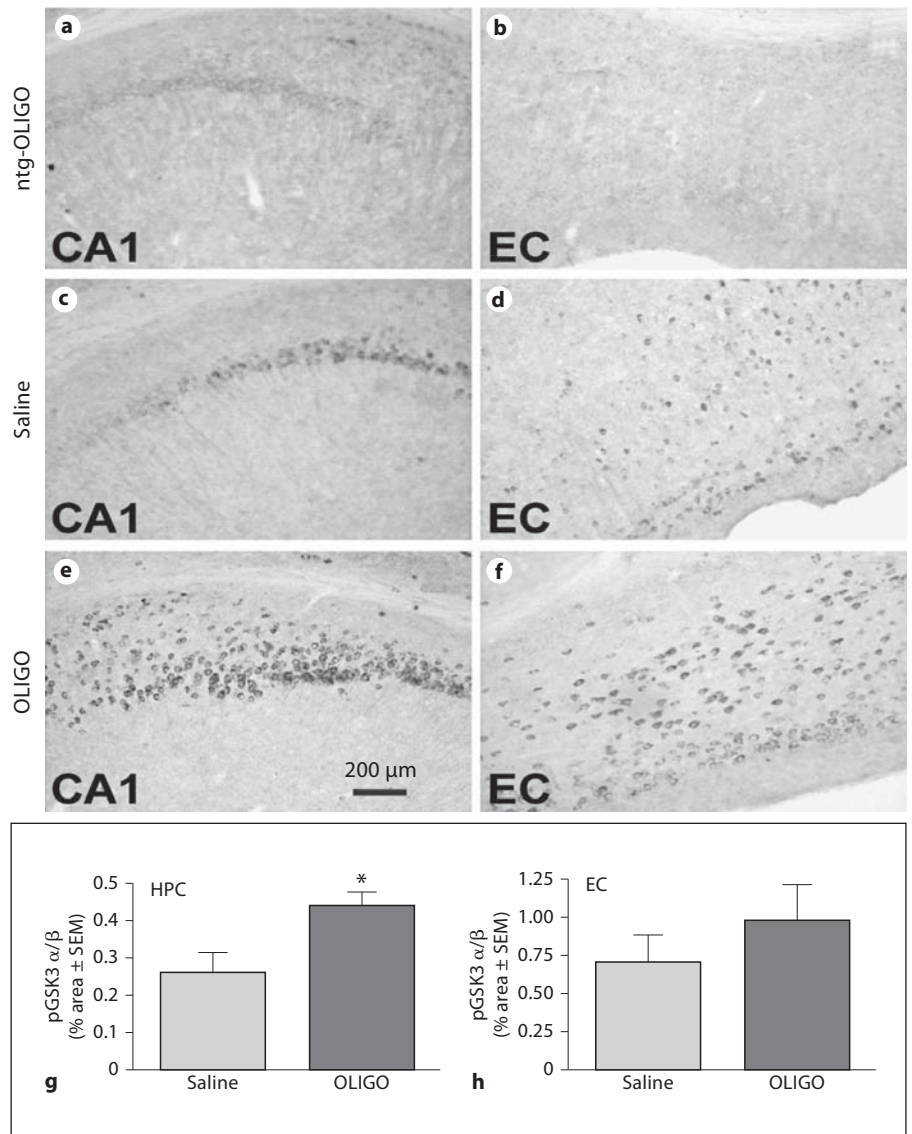 a
b
ntg-OLIGO
CA1
EC
c
d
Saline
CA1
EC
e
f
OLIGO
CA1
200 μm
EC
HPC
*
0.5
0.4
0.3
0.2
0.1
0
pGSK3 α/β
(% area ± SEM)
Saline
OLIGO
g
EC
1.25
1.00
0.75
0.50
0.25
0
pGSK3 α/β
(% area ± SEM)
Saline
OLIGO
h